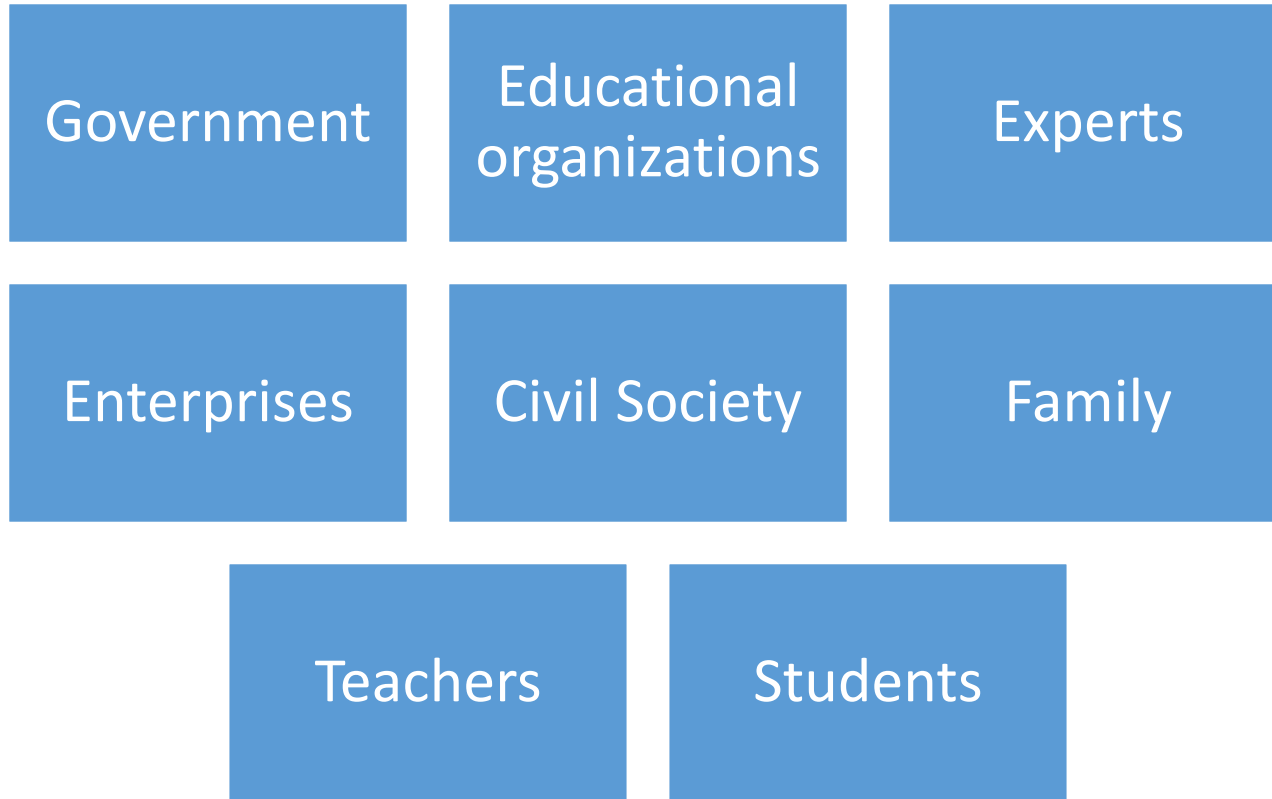 Government
Educational
organizations
Experts
Enterprises
Civil Society
Family
Teachers
Students